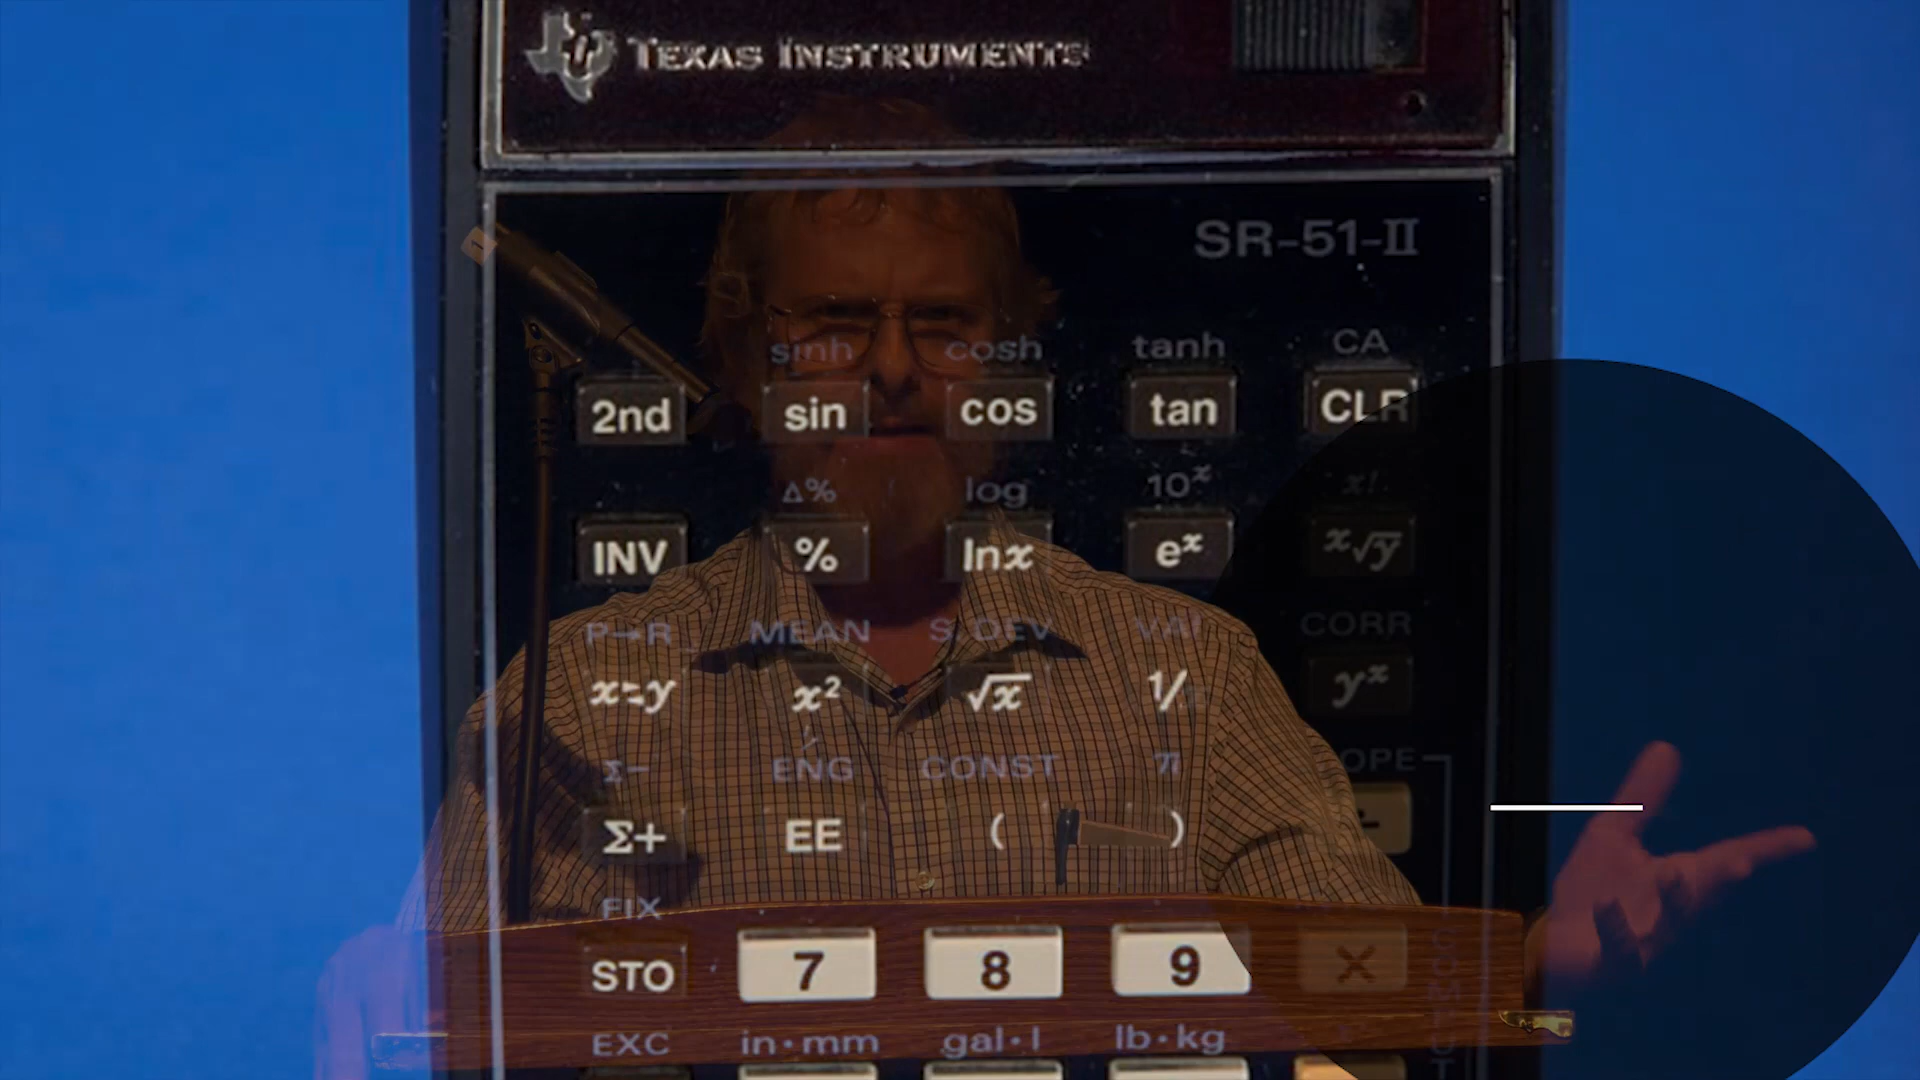 TEXAS INSTRUMENTS
SR-51-II
sinh cosh tanh CA
2nd sin cos tan CLR
Δ% log 10ˣ x!
INV % lnx eˣ ˣ√y
P→R MEAN S DEV VAR CORR
x⇄y x² √x 1/ yˣ
Σ− ENG CONST π OPE
Σ+ EE ( ) ÷
FIX
STO 7 8 9 ×
EXC in•mm gal•l lb•kg